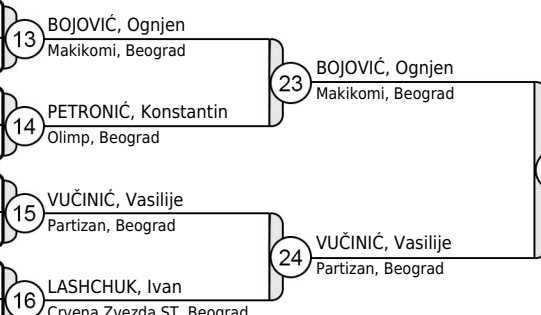 13
BOJOVIĆ, Ognjen
Makikomi, Beograd
14
PETRONIĆ, Konstantin
Olimp, Beograd
23
BOJOVIĆ, Ognjen
Makikomi, Beograd
15
VUČINIĆ, Vasilije
Partizan, Beograd
16
LASHCHUK, Ivan
Crvena Zvezda ST, Beograd
24
VUČINIĆ, Vasilije
Partizan, Beograd